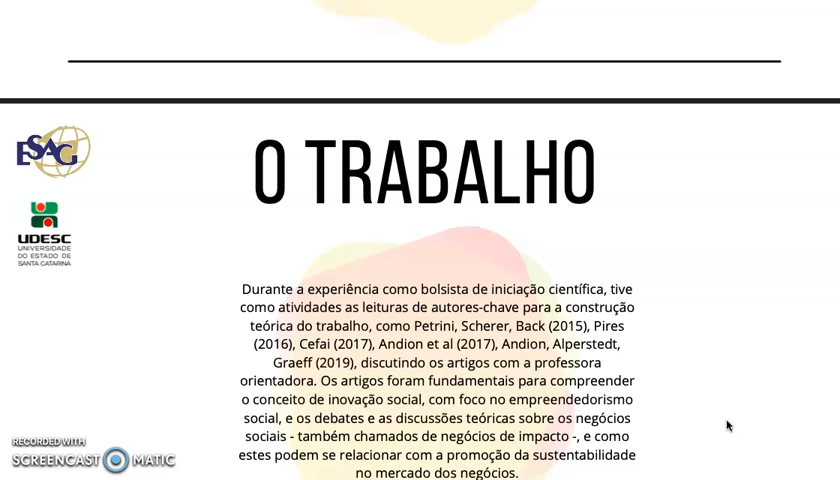 ESAG
UDESC
UNIVERSIDADE
DO ESTADO DE
SANTA CATARINA
O TRABALHO
Durante a experiência como bolsista de iniciação científica, tive
como atividades as leituras de autores-chave para a construção
teórica do trabalho, como Petrini, Scherer, Back (2015), Pires
(2016), Cefai (2017), Andion et al (2017), Andion, Alperstedt,
Graeff (2019), discutindo os artigos com a professora
orientadora. Os artigos foram fundamentais para compreender
o conceito de inovação social, com foco no empreendedorismo
social, e os debates e as discussões teóricas sobre os negócios
sociais - também chamados de negócios de impacto -, e como
estes podem se relacionar com a promoção da sustentabilidade
no mercado dos negócios.
RECORDED WITH
SCREENCAST MATIC